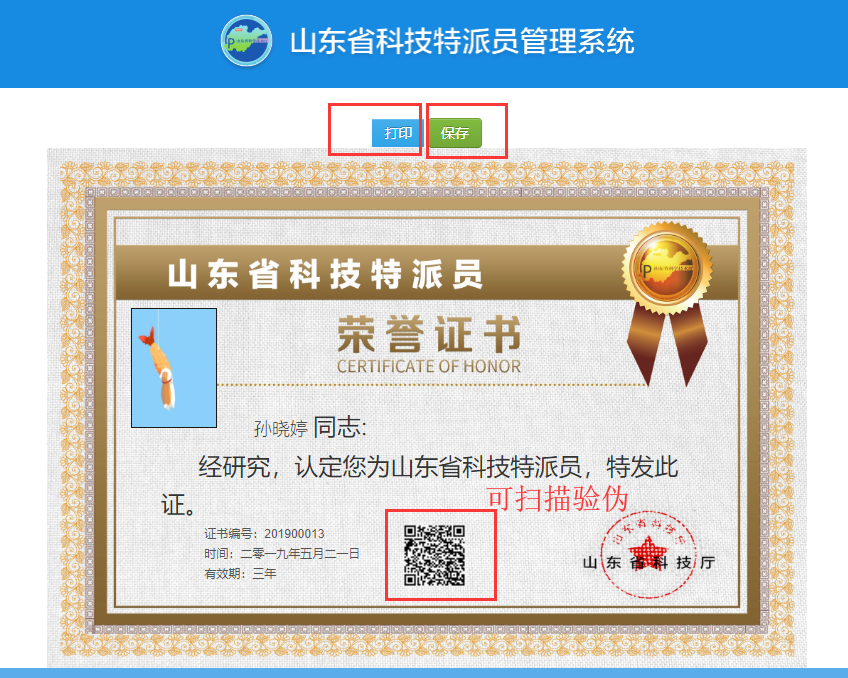 山东省科技特派员管理系统
打印 保存
山东省科技特派员
荣誉证书
CERTIFICATE OF HONOR
孙晓婷 同志:
经研究，认定您为山东省科技特派员，特发此
证。
可扫描验伪
证书编号：201900013
时间：二零一九年五月二一日
有效期：三年
山东省科技厅